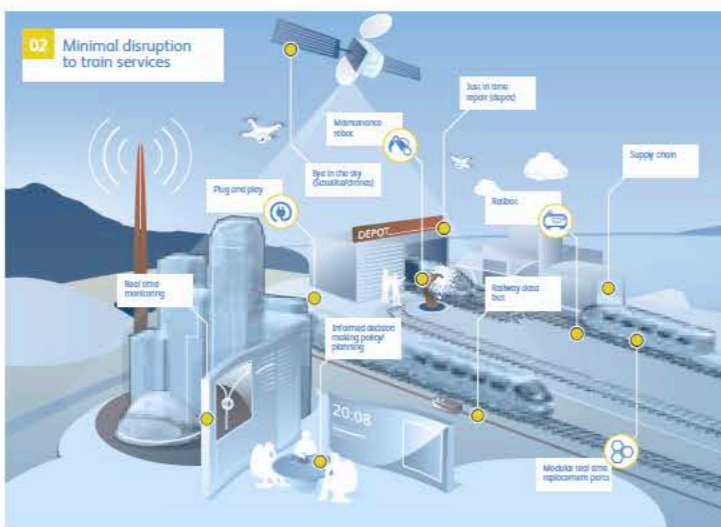 02
Minimal disruption
to train services
Just in time
repair (depot)
Maintenance
robot
Supply chain
Eye in the sky
(Satellite/drones)
Plug and play
Railbot
DEPOT
Real time
monitoring
Railway data
bus
Informed decision
making policy/
planning
20:08
Modular real time
replacement parts